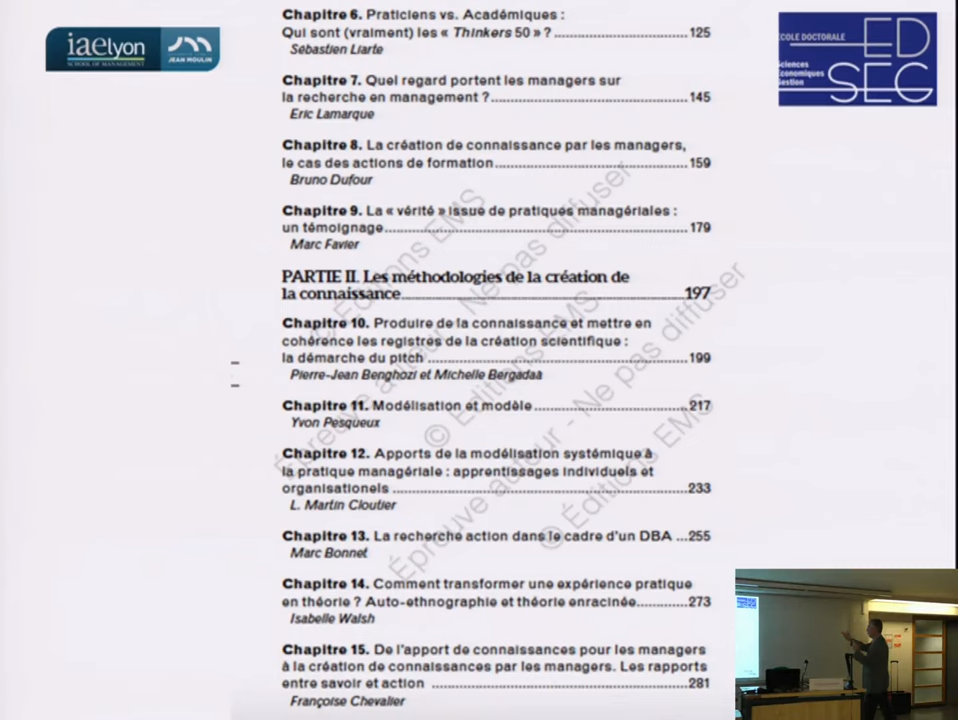 iaelyon
SCHOOL OF MANAGEMENT
JEAN MOULIN
ECOLE DOCTORALE
ED
Sciences
Economiques
Gestion
SEG
Chapitre 6. Praticiens vs. Académiques :
Qui sont (vraiment) les « Thinkers 50 » ? ........ 125
Sébastien Liarte
Chapitre 7. Quel regard portent les managers sur
la recherche en management ? ........ 145
Eric Lamarque
Chapitre 8. La création de connaissance par les managers,
le cas des actions de formation ........ 159
Bruno Dufour
Chapitre 9. La « vérité » issue de pratiques managériales :
un témoignage ........ 179
Marc Favier
PARTIE II. Les méthodologies de la création de
la connaissance ........ 197
Chapitre 10. Produire de la connaissance et mettre en
cohérence les registres de la création scientifique :
la démarche du pitch ........ 199
Pierre-Jean Benghozi et Michelle Bergadaa
Chapitre 11. Modélisation et modèle ........ 217
Yvon Pesqueux
Chapitre 12. Apports de la modélisation systémique à
la pratique managériale : apprentissages individuels et
organisationels ........ 233
L. Martin Cloutier
Chapitre 13. La recherche action dans le cadre d'un DBA ...255
Marc Bonnet
Chapitre 14. Comment transformer une expérience pratique
en théorie ? Auto-ethnographie et théorie enracinée ........ 273
Isabelle Walsh
Chapitre 15. De l'apport de connaissances pour les managers
à la création de connaissances par les managers. Les rapports
entre savoir et action ........ 281
Françoise Chevalier
Épreuve auteur - Ne pas diffuser
© Éditions EMS
Épreuve auteur - Ne pas diffuser
© Éditions EMS
© Éditions EMS